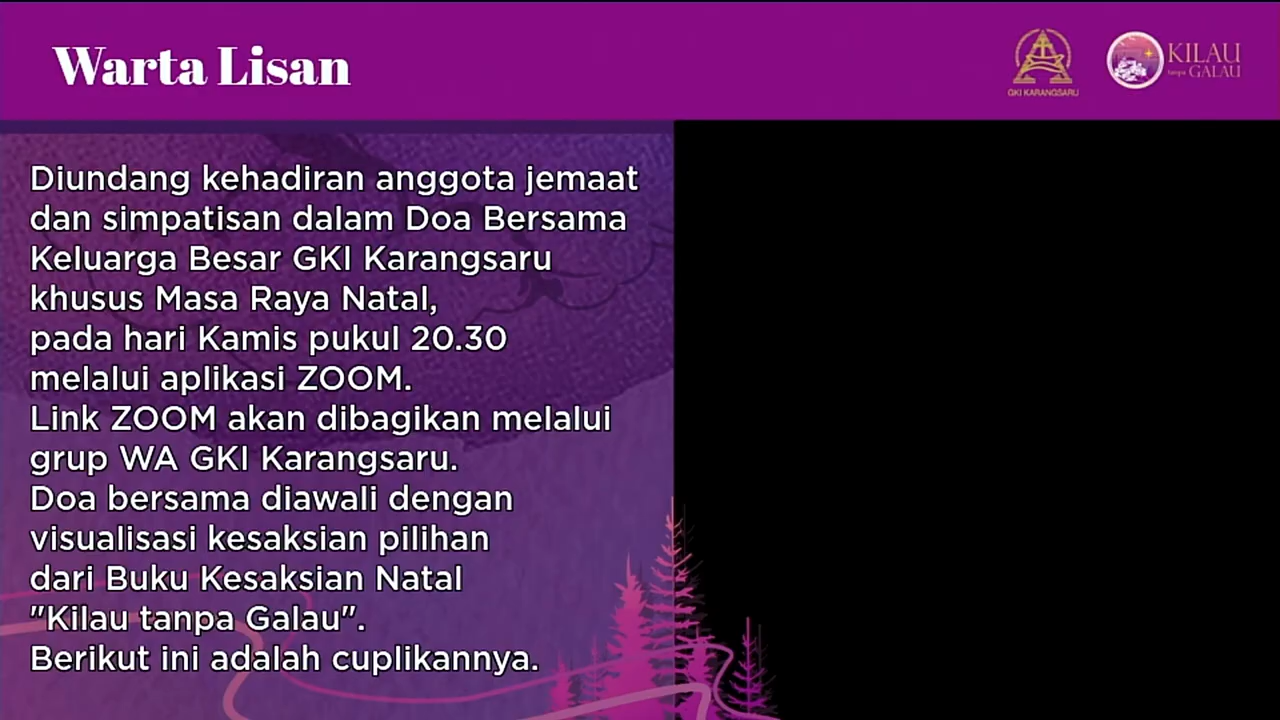 Warta Lisan
GKI KARANGSARU
KILAU
tanpa GALAU
Diundang kehadiran anggota jemaat
dan simpatisan dalam Doa Bersama
Keluarga Besar GKI Karangsaru
khusus Masa Raya Natal,
pada hari Kamis pukul 20.30
melalui aplikasi ZOOM.
Link ZOOM akan dibagikan melalui
grup WA GKI Karangsaru.
Doa bersama diawali dengan
visualisasi kesaksian pilihan
dari Buku Kesaksian Natal
"Kilau tanpa Galau".
Berikut ini adalah cuplikannya.